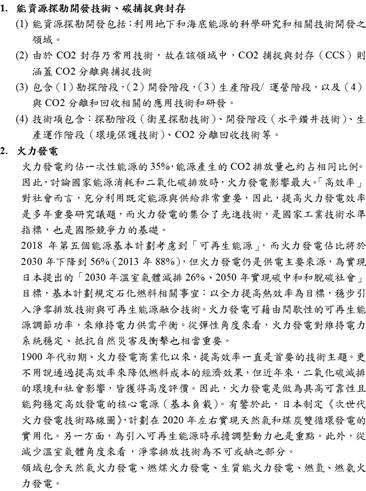 1. 能資源探勘開發技術、碳捕捉與封存
(1) 能資源探勘開發包括：利用地下和海底能源的科學研究和相關技術開發之
領域。
(2) 由於 CO2 封存乃常用技術，故在該領域中，CO2 捕捉與封存（CCS）則
涵蓋 CO2 分離與捕捉技術
(3) 包含（1）勘探階段，（2）開發階段，（3）生產階段/ 運營階段，以及（4）
與 CO2 分離和回收相關的應用技術和研發。
(4) 技術項包含：探勘階段（衛星探勘技術）、開發階段（水平鑽井技術）、生
產運作階段（環境保護技術）、CO2 分離回收技術等。
2. 火力發電
火力發電約佔一次性能源的 35%，能源產生的 CO2 排放量也約占相同比例。
因此，討論國家能源消耗和二氧化碳排放時，火力發電影響最大。「高效率」
對社會而言，充分利用既定能源與供給非常重要，因此，提高火力發電效率
是多年重要研究議題，而火力發電的集合了先進技術，是國家工業技術水準
指標，也是國際競爭力的基礎。
2018 年第五個能源基本計劃考慮到「可再生能源」，而火力發電佔比將於
2030 年下降到 56%（2013 年 88%），但火力發電仍是供電主要來源，為實現
日本提出的「2030 年溫室氣體減排 26%、2050 年實現碳中和和脫碳社會」
目標，基本計劃規定石化燃料相關事宜：以全力提高熱效率為目標，穩步引
入淨零排放技術與可再生能源融合技術。火力發電可藉由間歇性的可再生能
源調節功率，來維持電力供需平衡。從彈性角度來看，火力發電對維持電力
系統穩定、抵抗自然災害及衝擊也相當重要。
1900 年代初期、火力發電商業化以來，提高效率一直是首要的技術主題。更
不用說通過提高效率來降低燃料成本的經濟效果，但近年來，二氧化碳減排
的環境和社會影響，皆獲得高度評價。因此，火力發電是做為具高可靠性且
能夠穩定高效發電的核心電源（基本負載）。有鑒於此，日本制定《次世代
火力發電技術路線圖》，計劃在 2020 年左右實現天然氣和煤炭雙循環發電的
實用化。另一方面，為引入可再生能源時承擔調整動力也是重點。此外，從
減少溫室氣體角度來看，淨零排放技術為不可或缺之部分。
領域包含天然氣火力發電、燃煤火力發電、生質能火力發電、燃氫、燃氨火
力發電。